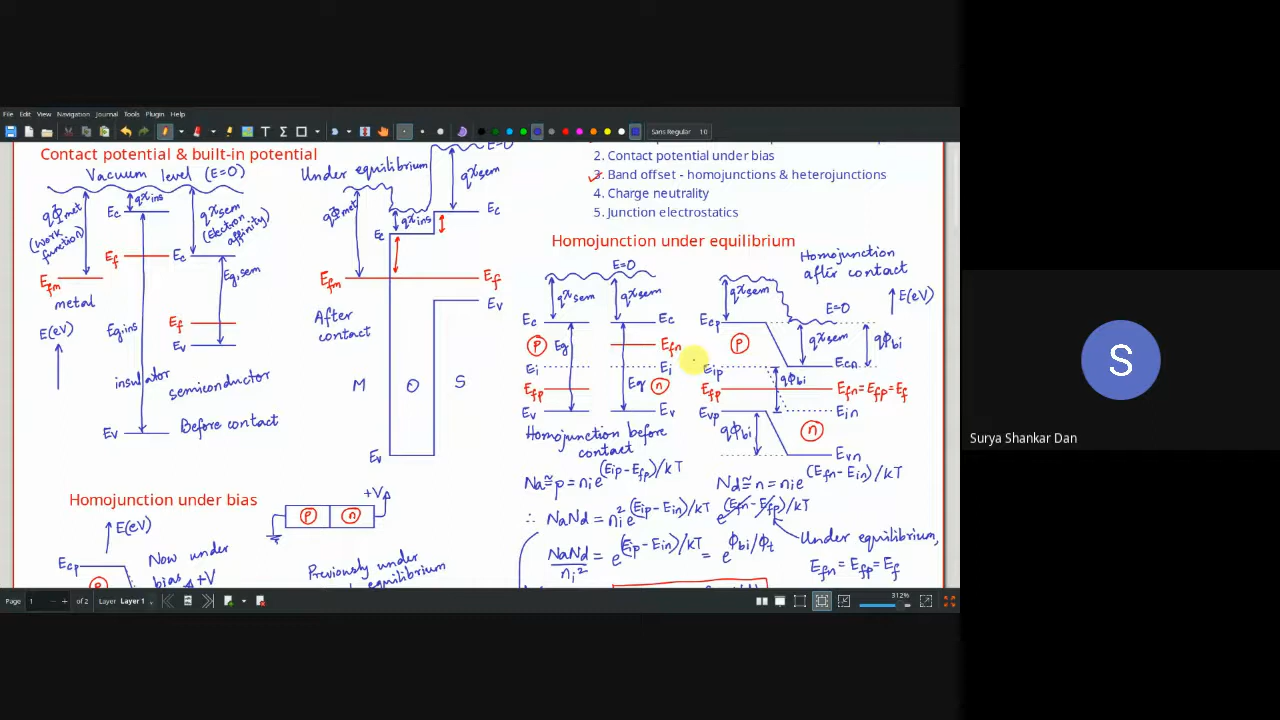 File Edit View Navigation Journal Tools Plugin Help
Sans Regular 10
Contact potential & built-in potential
Vacuum level (E=0)
qΦmet
(work function)
Ec
qχins
qχsem
(Electron affinity)
Ef
Ec
Efm
metal
Eg,ins
Eg,sem
Ef
Ev
E(eV)
insulator
semiconductor
Ev
Before contact
Under equilibrium
E=0
qΦmet
qχins
qχsem
Ec
Ec
Efm
Ef
Ev
After contact
M O S
Ev
2. Contact potential under bias
3. Band offset - homojunctions & heterojunctions
4. Charge neutrality
5. Junction electrostatics
Homojunction under equilibrium
E=0
qχsem qχsem
Ec Ec
p Eg Efn
Ei Ei
Efp Eg n
Ev Ev
Homojunction before contact
Homojunction after contact
qχsem
E=0
E(eV)
Ecp
p
qχsem
qΦbi
Ecn
Eip
qΦbi
Efp
Efn = Efp = Ef
Evp
Ein
qΦbi
n
Evn
Na ≅ p = ni e^(Eip-Efp)/kT
Nd ≅ n = ni e^(Efn-Ein)/kT
∴ NaNd = ni² e^(Eip-Ein)/kT e^(Efn-Efp)/kT
NaNd/ni² = e^(Eip-Ein)/kT = e^Φbi/Φt
Under equilibrium,
Efn = Efp = Ef
Homojunction under bias
+V
p n
E(eV)
Ecp
p
Now under bias
+V
Previously under equilibrium
Page 1 of 2 Layer Layer 1
312%
S
Surya Shankar Dan